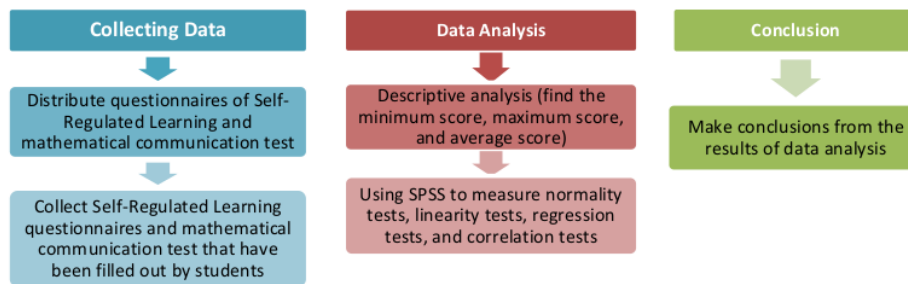 Collecting Data
Distribute questionnaires of Self-
Regulated Learning and
mathematical communication test
Collect Self-Regulated Learning
questionnaires and mathematical
communication test that have
been filled out by students
Data Analysis
Descriptive analysis (find the
minimum score, maximum score,
and average score)
Using SPSS to measure normality
tests, linearity tests, regression
tests, and correlation tests
Conclusion
Make conclusions from the
results of data analysis